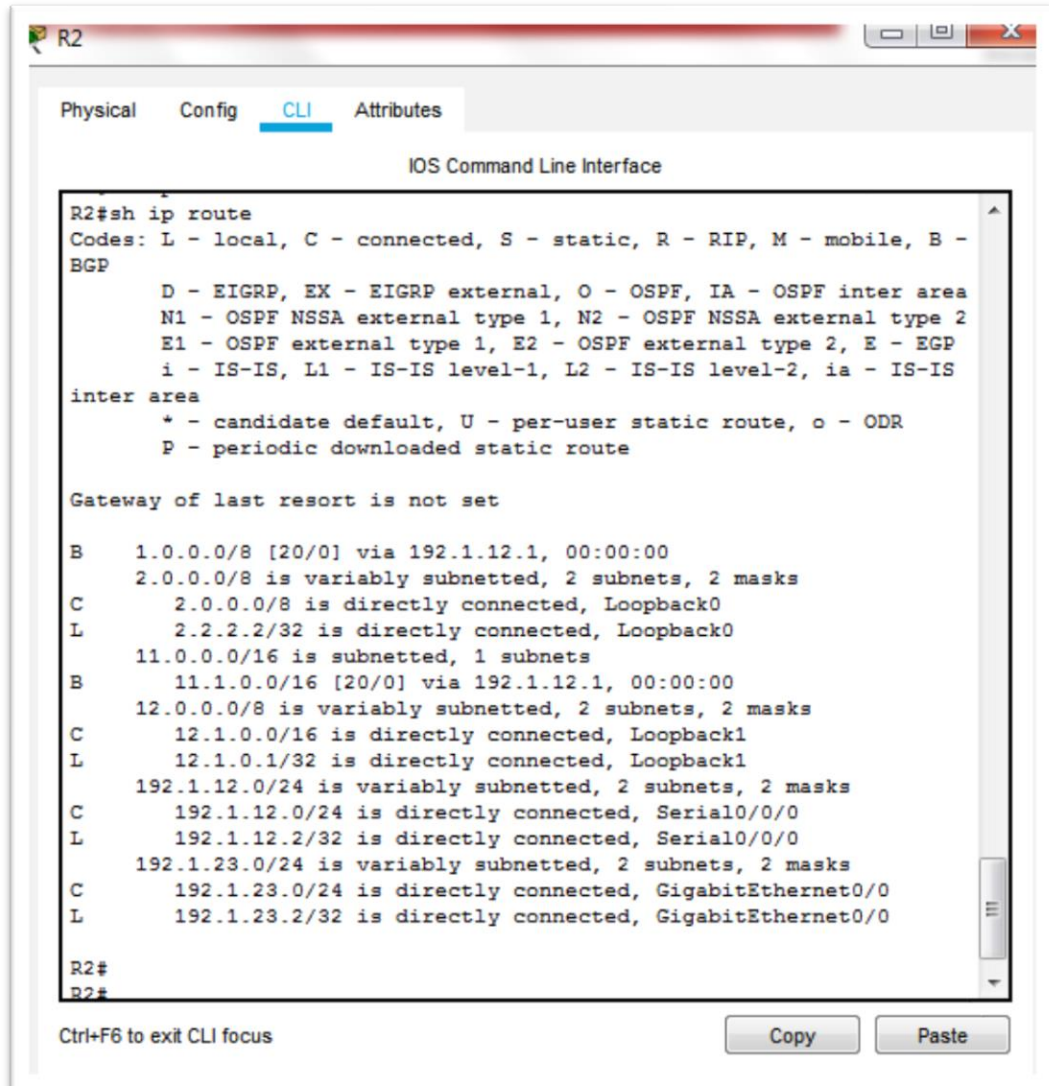 R2
Physical Config CLI Attributes
IOS Command Line Interface
R2#sh ip route
Codes: L - local, C - connected, S - static, R - RIP, M - mobile, B -
BGP
D - EIGRP, EX - EIGRP external, O - OSPF, IA - OSPF inter area
N1 - OSPF NSSA external type 1, N2 - OSPF NSSA external type 2
E1 - OSPF external type 1, E2 - OSPF external type 2, E - EGP
i - IS-IS, L1 - IS-IS level-1, L2 - IS-IS level-2, ia - IS-IS
inter area
* - candidate default, U - per-user static route, o - ODR
P - periodic downloaded static route
Gateway of last resort is not set
B 1.0.0.0/8 [20/0] via 192.1.12.1, 00:00:00
2.0.0.0/8 is variably subnetted, 2 subnets, 2 masks
C 2.0.0.0/8 is directly connected, Loopback0
L 2.2.2.2/32 is directly connected, Loopback0
11.0.0.0/16 is subnetted, 1 subnets
B 11.1.0.0/16 [20/0] via 192.1.12.1, 00:00:00
12.0.0.0/8 is variably subnetted, 2 subnets, 2 masks
C 12.1.0.0/16 is directly connected, Loopback1
L 12.1.0.1/32 is directly connected, Loopback1
192.1.12.0/24 is variably subnetted, 2 subnets, 2 masks
C 192.1.12.0/24 is directly connected, Serial0/0/0
L 192.1.12.2/32 is directly connected, Serial0/0/0
192.1.23.0/24 is variably subnetted, 2 subnets, 2 masks
C 192.1.23.0/24 is directly connected, GigabitEthernet0/0
L 192.1.23.2/32 is directly connected, GigabitEthernet0/0
R2#
R2#
Ctrl+F6 to exit CLI focus Copy Paste